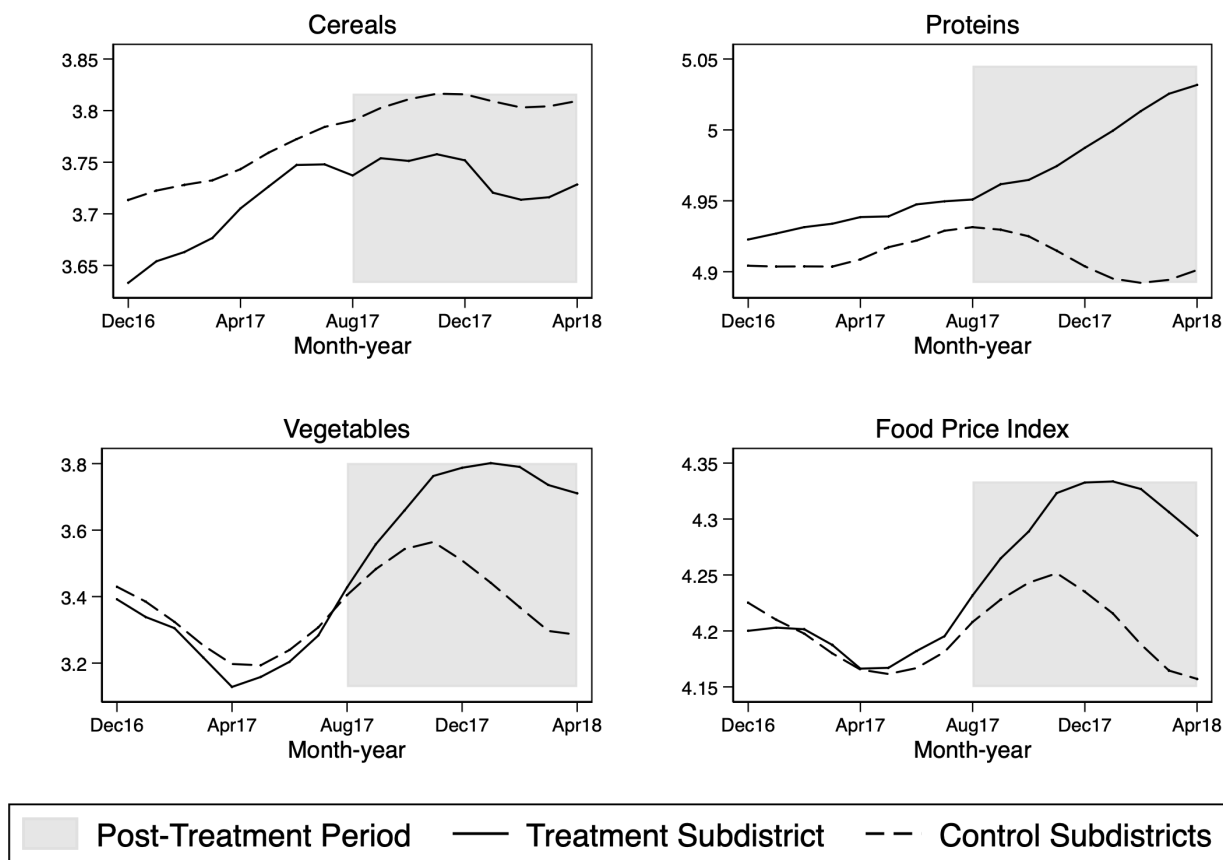 Cereals
3.85
3.8
3.75
3.7
3.65
Dec16 Apr17 Aug17 Dec17 Apr18
Month-year
Proteins
5.05
5
4.95
4.9
Dec16 Apr17 Aug17 Dec17 Apr18
Month-year
Vegetables
3.8
3.6
3.4
3.2
Dec16 Apr17 Aug17 Dec17 Apr18
Month-year
Food Price Index
4.35
4.3
4.25
4.2
4.15
Dec16 Apr17 Aug17 Dec17 Apr18
Month-year
Post-Treatment Period Treatment Subdistrict Control Subdistricts